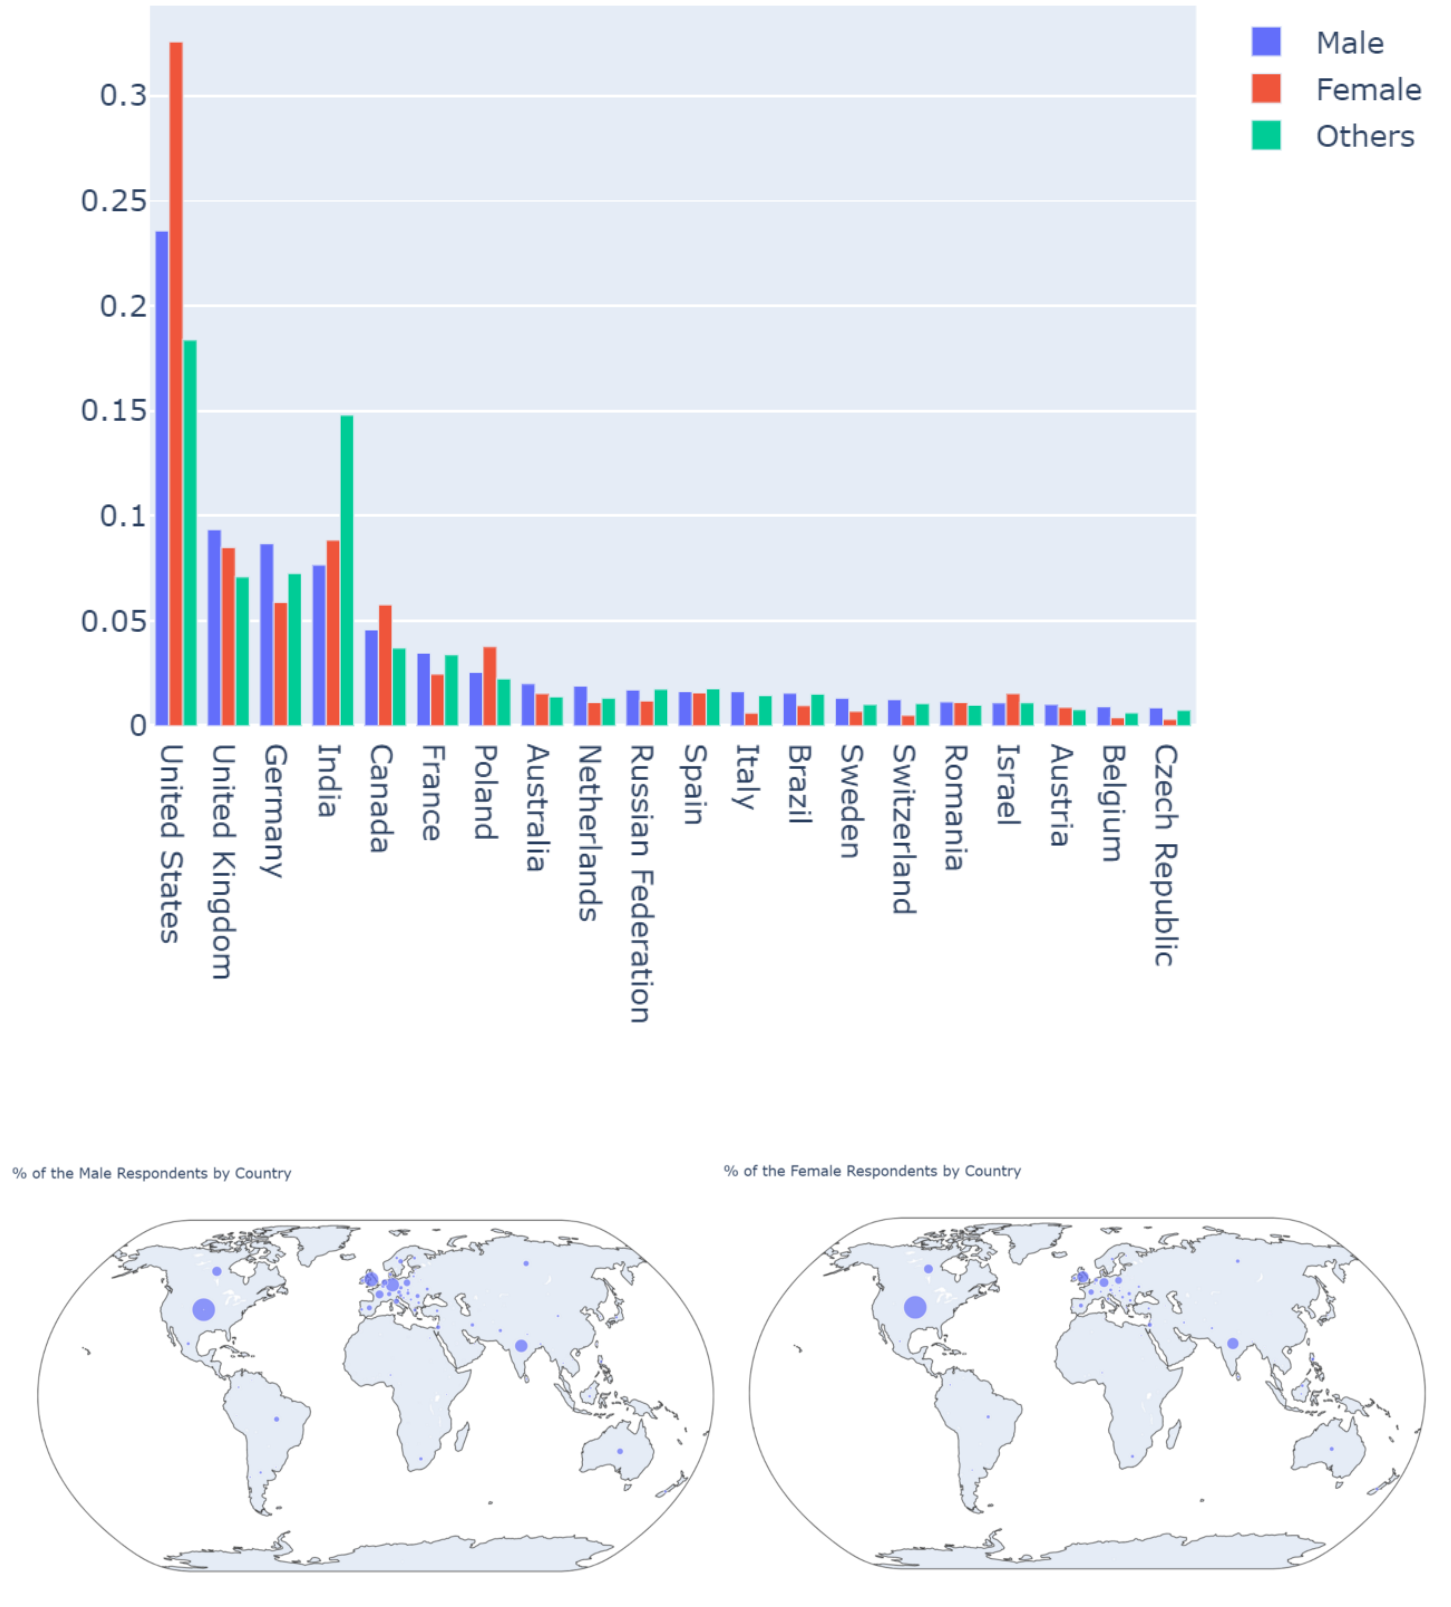 Male
Female
Others
0.3
0.25
0.2
0.15
0.1
0.05
0
United States
United Kingdom
Germany
India
Canada
France
Poland
Australia
Netherlands
Russian Federation
Spain
Italy
Brazil
Sweden
Switzerland
Romania
Israel
Austria
Belgium
Czech Republic
% of the Male Respondents by Country
% of the Female Respondents by Country